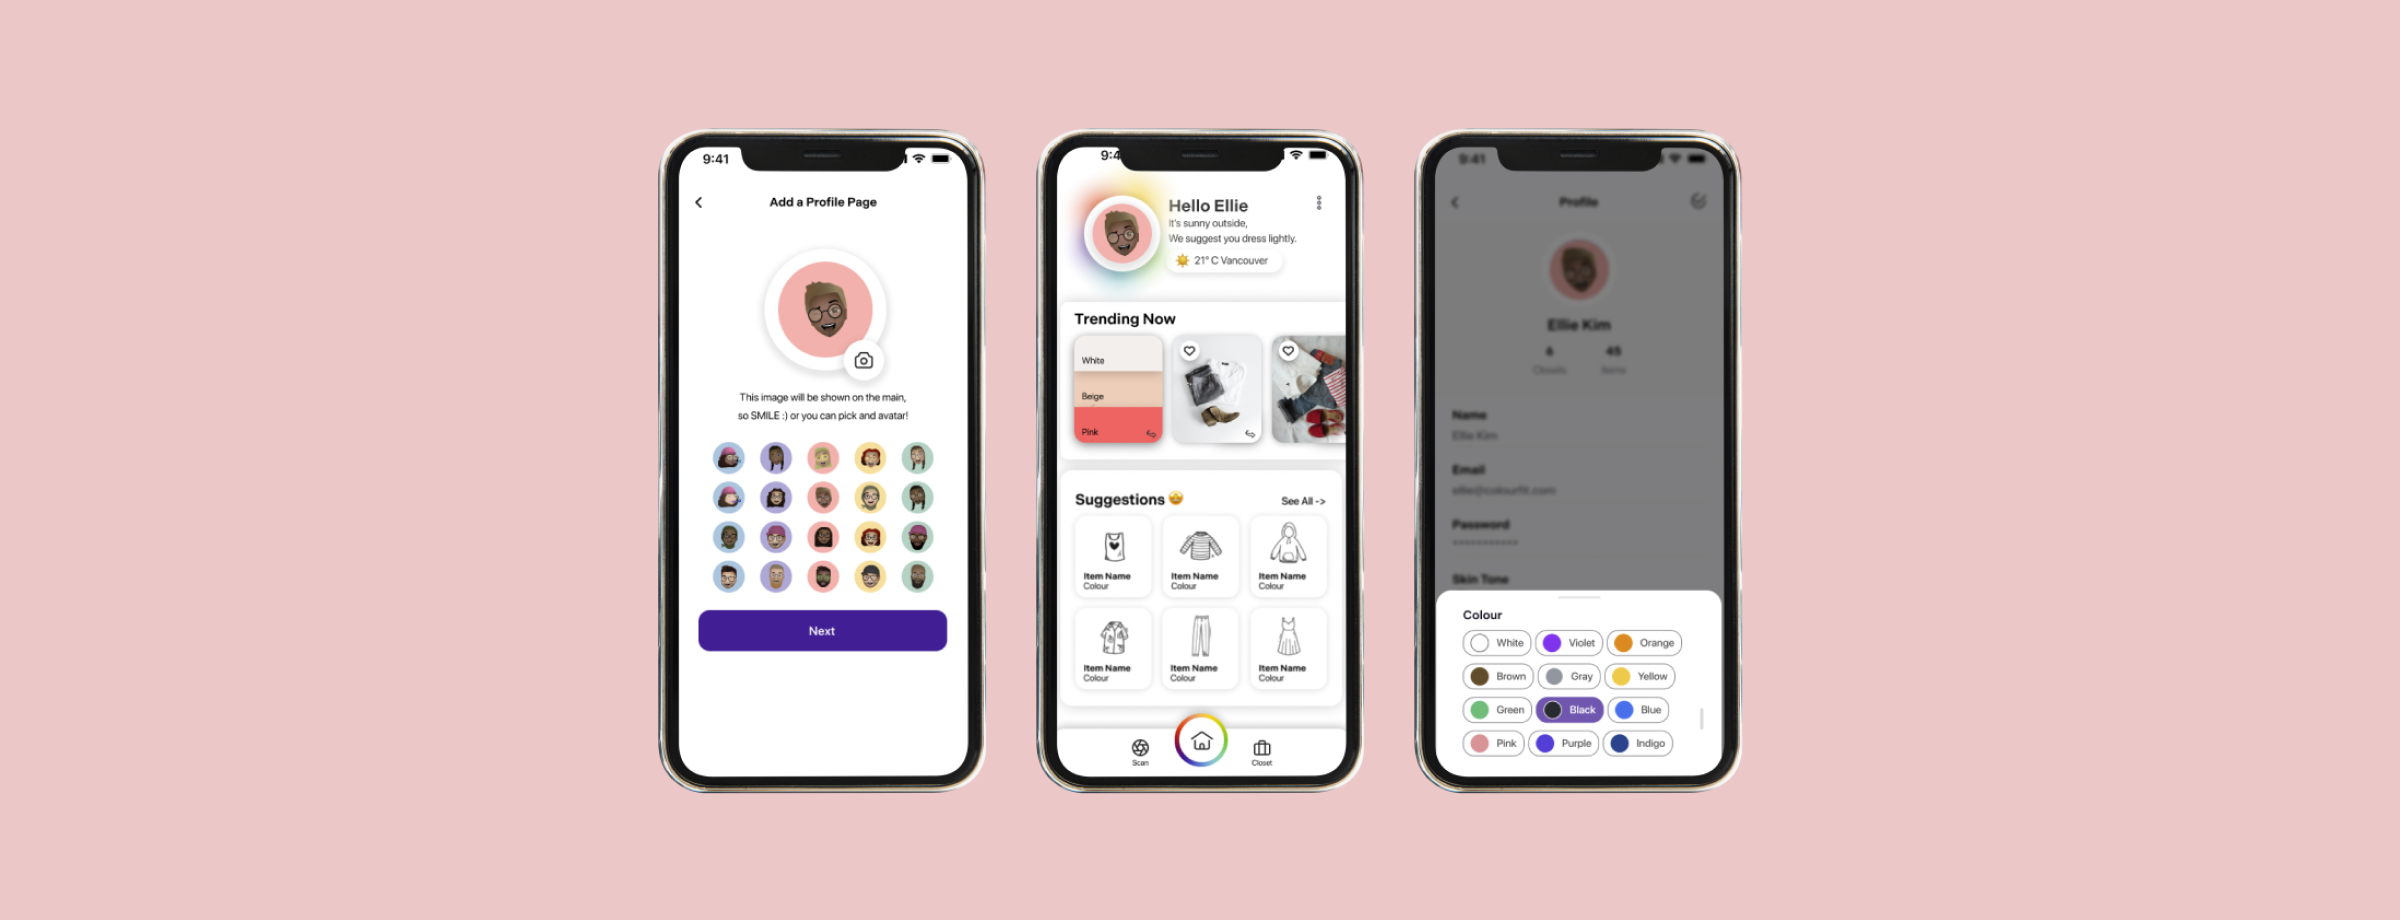 9:41
Add a Profile Page
This image will be shown on the main,
so SMILE :) or you can pick and avatar!
Next
9:4
Hello Ellie
It's sunny outside,
We suggest you dress lightly.
21° C Vancouver
Trending Now
White
Beige
Pink
Suggestions
See All ->
Item Name
Colour
Item Name
Colour
Item Name
Colour
Item Name
Colour
Item Name
Colour
Item Name
Colour
Scan
Closet
9:41
Profile
Ellie Kim
6
45
Closets
Items
Name
Ellie Kim
Email
ellie@colourfit.com
Password
Skin Tone
Colour
White
Violet
Orange
Brown
Gray
Yellow
Green
Black
Blue
Pink
Purple
Indigo